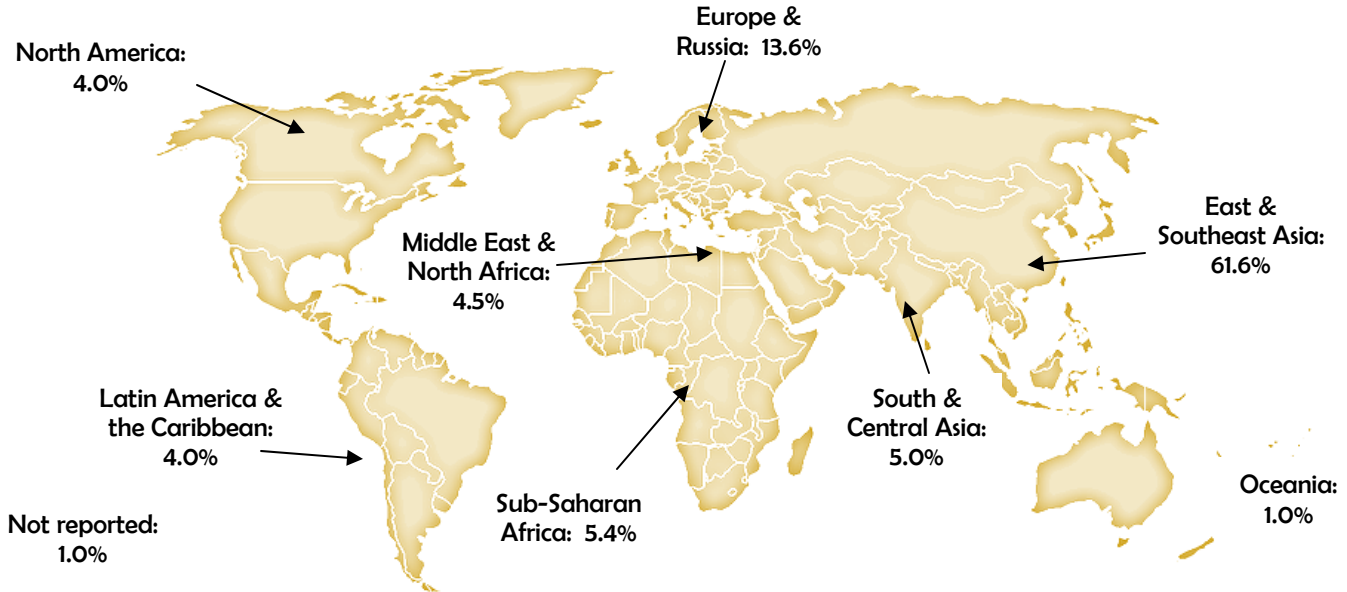 Europe &
Russia: 13.6%
North America:
4.0%
East &
Southeast Asia:
61.6%
Middle East &
North Africa:
4.5%
Latin America &
the Caribbean:
4.0%
South &
Central Asia:
5.0%
Sub-Saharan
Africa: 5.4%
Oceania:
1.0%
Not reported:
1.0%